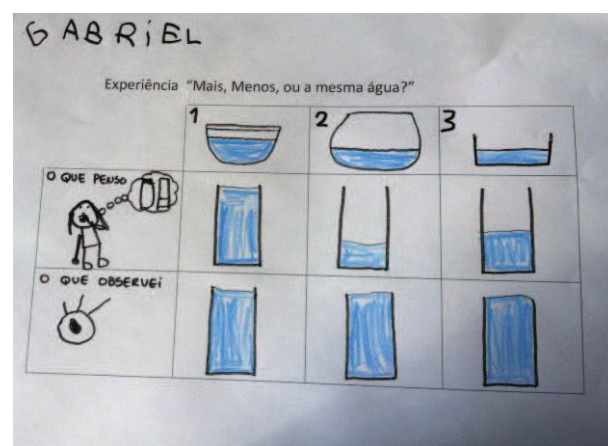 GABRiEL
Experiência “Mais, Menos, ou a mesma água?”
1 2 3
O QUE PENSO
O QUE OBSERVEi